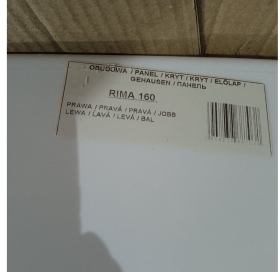 OBUDOWA / PANEL / KRYT / KRYT / ELŐLAP /
GEHAUSEN / ПАНЕЛЬ
RIMA 160
PRAWA / PRAVÁ / PRAVÁ / JOBB
LEWA / LAVÁ / LEVÁ / BAL